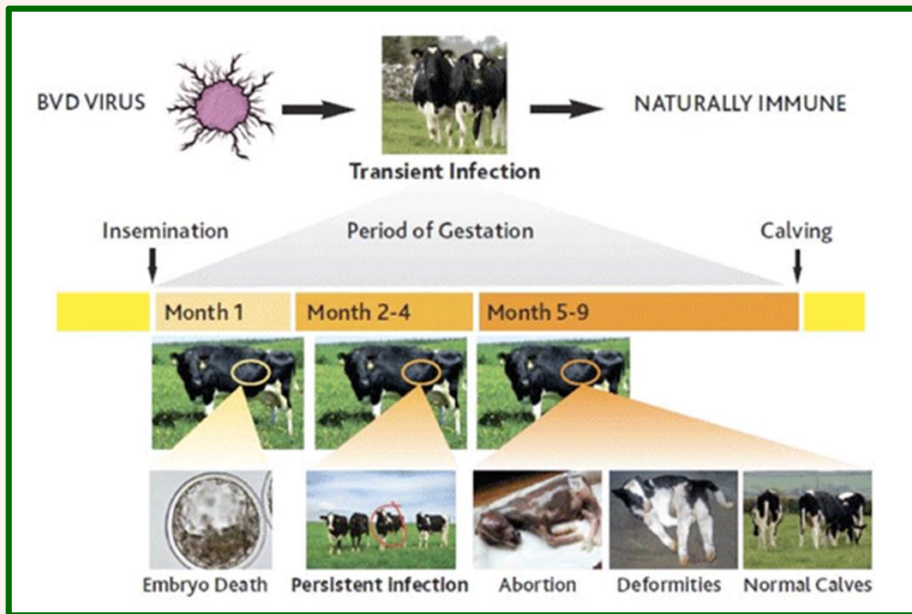 BVD VIRUS
NATURALLY IMMUNE
Transient Infection
Insemination
Period of Gestation
Calving
Month 1
Month 2-4
Month 5-9
Embryo Death
Persistent Infection
Abortion
Deformities
Normal Calves